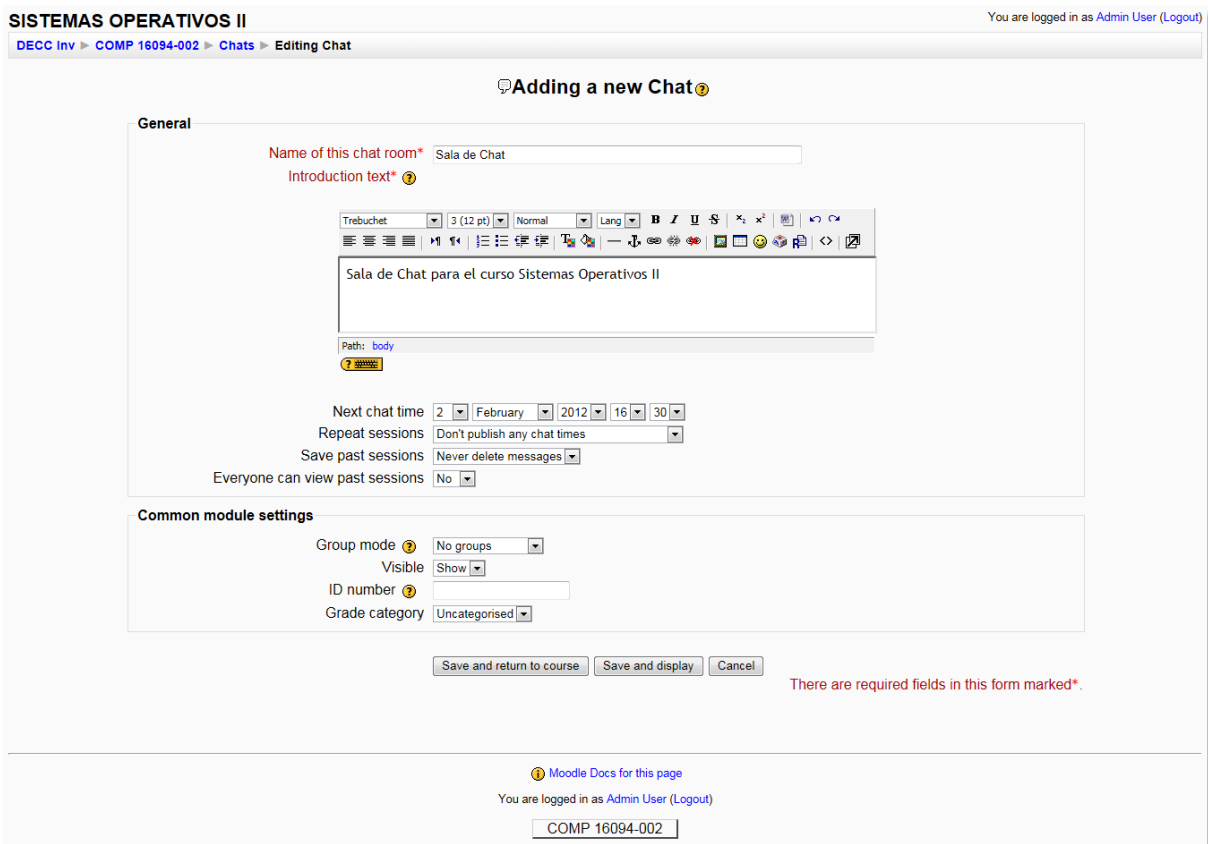 SISTEMAS OPERATIVOS II
You are logged in as Admin User (Logout)
DECC Inv ► COMP 16094-002 ► Chats ► Editing Chat
Adding a new Chat
General
Name of this chat room* Sala de Chat
Introduction text*
Trebuchet 3 (12 pt) Normal Lang B I U S x₂ x²
Sala de Chat para el curso Sistemas Operativos II
Path: body
Next chat time 2 February 2012 16 30
Repeat sessions Don't publish any chat times
Save past sessions Never delete messages
Everyone can view past sessions No
Common module settings
Group mode No groups
Visible Show
ID number
Grade category Uncategorised
Save and return to course Save and display Cancel
There are required fields in this form marked*.
Moodle Docs for this page
You are logged in as Admin User (Logout)
COMP 16094-002